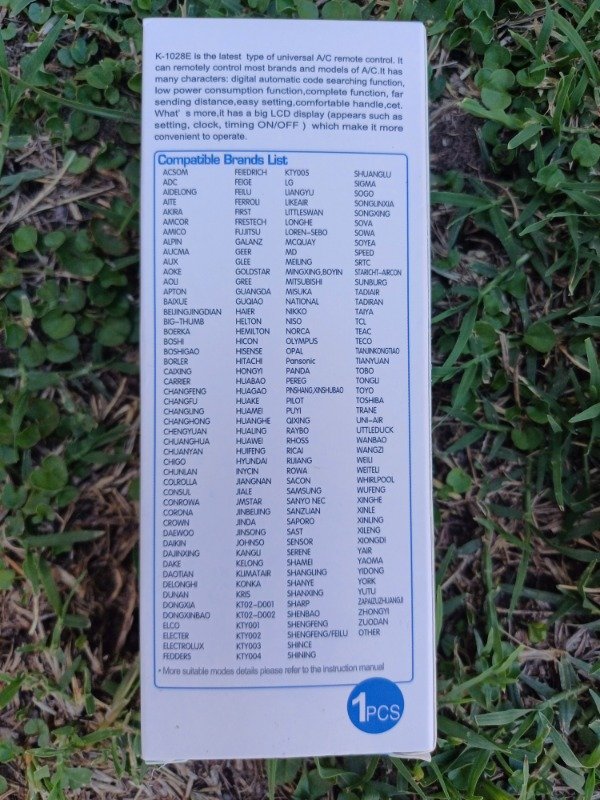 K-1028E Is the latest type of universal A/C remote control. It
can remotely control most brands and models of A/C.It has
many characters: digital automatic code searching function,
low power consumption function,complete function, far
sending distance,easy setting,comfortable handle,cet.
What' s more,it has a big LCD display (appears such as
setting, clock, timing ON/OFF ) which make it more
convenient to operate.
Compatible Brands List
ACSOM
ADC
AIDELONG
AITE
AKIRA
AMCOR
AMICO
ALPIN
AUCMA
AUX
AOKE
AOLI
APTON
BAIXUE
BEIJINGJINGDIAN
BIG-THUMB
BOERKA
BOSHI
BOSHIGAO
BORLER
CAIXING
CARRIER
CHANGFENG
CHANGFU
CHANGLING
CHANGHONG
CHENGYUAN
CHUANGHUA
CHUANYAN
CHIGO
CHUNLAN
COLROLLA
CONSUL
CONROWA
CORONA
CROWN
DAEWOO
DAIKIN
DAJINXING
DAKE
DAOTIAN
DELONGHI
DUNAN
DONGXIA
DONGXINBAO
ELCO
ELECTER
ELECTROLUX
FEDDERS
FEIEDRICH
FEIGE
FEILU
FERROLI
FIRST
FRESTECH
FUJITSU
GALANZ
GEER
GLEE
GOLDSTAR
GREE
GUANGDA
GUQIAO
HAIER
HELTON
HEMILTON
HICON
HISENSE
HITACHI
HONGYI
HUABAO
HUAGAO
HUAKE
HUAMEI
HUANGHE
HUALING
HUAWEI
HUIFENG
HYUNDAI
INYCIN
JIANGNAN
JIALE
JMSTAR
JINBEIJING
JINDA
JINSONG
JOHNSO
KANGLI
KELONG
KLIMATAIR
KONKA
KRIS
KT02-D001
KT02-D002
KTY001
KTY002
KTY003
KTY004
KTY005
LG
LIANGYU
LIKEAIR
LITTLESWAN
LONGHE
LOREN-SEBO
MCQUAY
MD
MEILING
MINGXING,BOYIN
MITSUBISHI
MISUKA
NATIONAL
NIKKO
NISO
NORCA
OLYMPUS
OPAL
Pansonic
PANDA
PEREG
PINSHANG,XINSHUBAO
PILOT
PUYI
QIXING
RAYBO
RHOSS
RICAI
RIJIANG
ROWA
SACON
SAMSUNG
SANYO NEC
SANZUAN
SAPORO
SAST
SENSOR
SERENE
SHAMEI
SHANGLING
SHANYE
SHANXING
SHARP
SHENBAO
SHENGFENG
SHENGFENG/FEILU
SHINCE
SHINING
SHUANGLU
SIGMA
SOGO
SONGLINXIA
SONGXING
SOVA
SOWA
SOYEA
SPEED
SRTC
STARICHT-AIRCON
SUNBURG
TADIAIR
TADIRAN
TAIYA
TCL
TEAC
TECO
TIANJINKONGTIAO
TIANYUAN
TOBO
TONGLI
TOYO
TOSHIBA
TRANE
UNI-AIR
UTTLEDUCK
WANBAO
WANGZI
WEILI
WEITELI
WHIRLPOOL
WUFENG
XINGHE
XINLE
XINLING
XILENG
XIONGDI
YAIR
YAOMA
YIDONG
YORK
YUTU
ZAPAIZUZHUANGJI
ZHONGYI
ZUODAN
OTHER
* More suitable modes details please refer to the instruction manual
1PCS